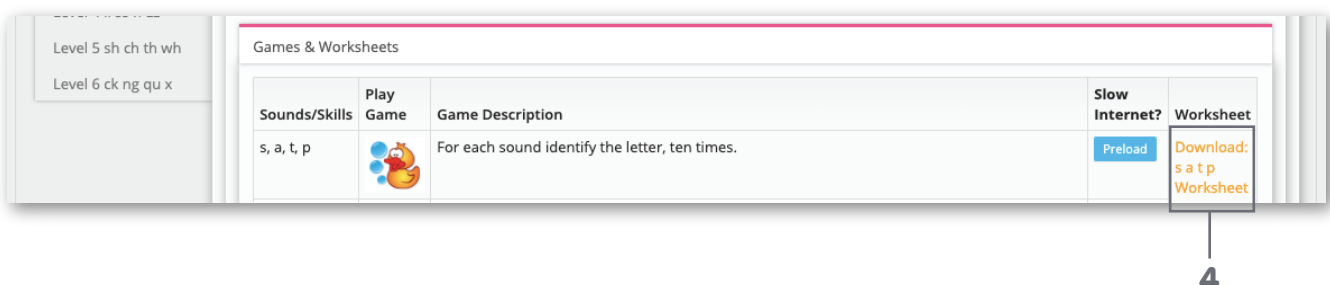 Level 5 sh ch th wh
Level 6 ck ng qu x
Games & Worksheets
Sounds/Skills
Play
Game
Game Description
Slow
Internet?
Worksheet
s, a, t, p
For each sound identify the letter, ten times.
Preload
Download:
s a t p
Worksheet
4